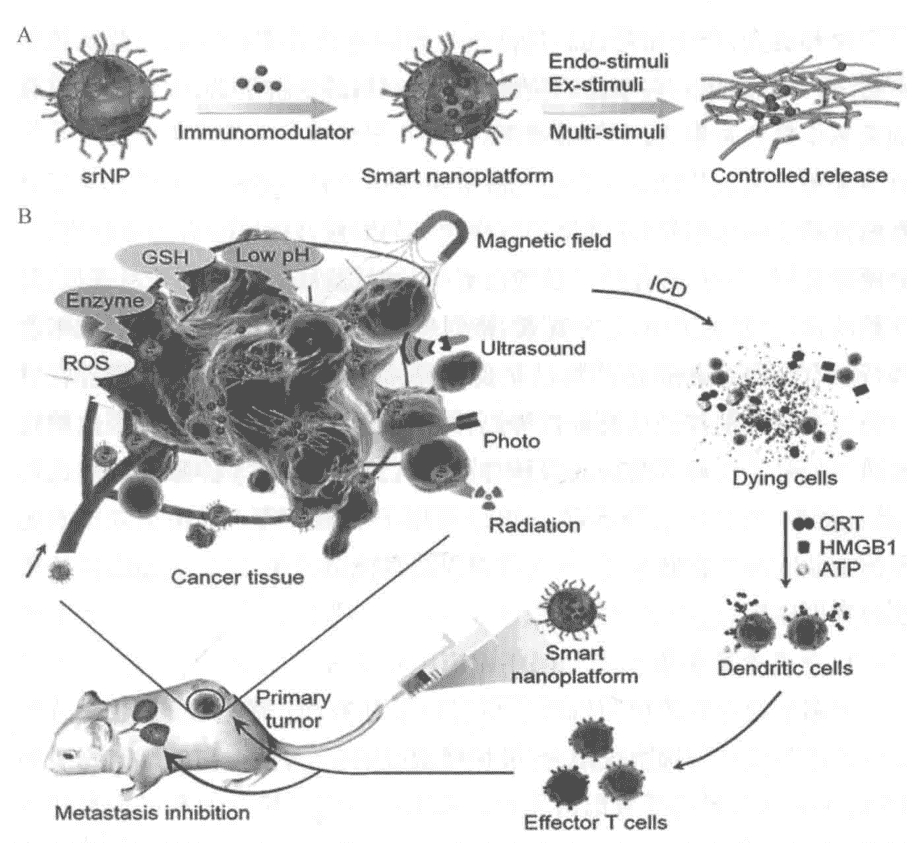 A
srNP
Immunomodulator
Smart nanoplatform
Endo-stimuli
Ex-stimuli
Multi-stimuli
Controlled release
B
GSH
Low pH
Enzyme
ROS
Magnetic field
Ultrasound
Photo
Radiation
Cancer tissue
ICD
Dying cells
CRT
HMGB1
ATP
Dendritic cells
Smart
nanoplatform
Primary
tumor
Metastasis inhibition
Effector T cells